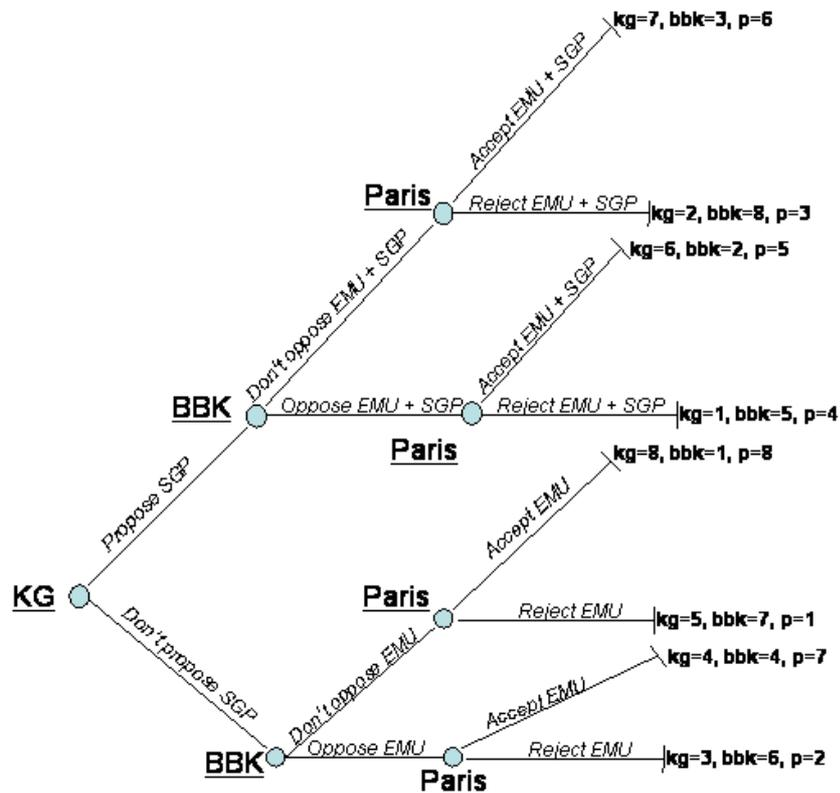 kg=7, bbk=3, p=6
Accept EMU + SGP
Paris
Reject EMU + SGP
kg=2, bbk=8, p=3
Don't oppose EMU + SGP
kg=6, bbk=2, p=5
Accept EMU + SGP
BBK
Oppose EMU + SGP
Reject EMU + SGP
kg=1, bbk=5, p=4
Paris
Propose SGP
kg=8, bbk=1, p=8
Accept EMU
KG
Paris
Reject EMU
kg=5, bbk=7, p=1
Don't propose SGP
Don't oppose EMU
kg=4, bbk=4, p=7
Accept EMU
BBK
Oppose EMU
Reject EMU
kg=3, bbk=6, p=2
Paris